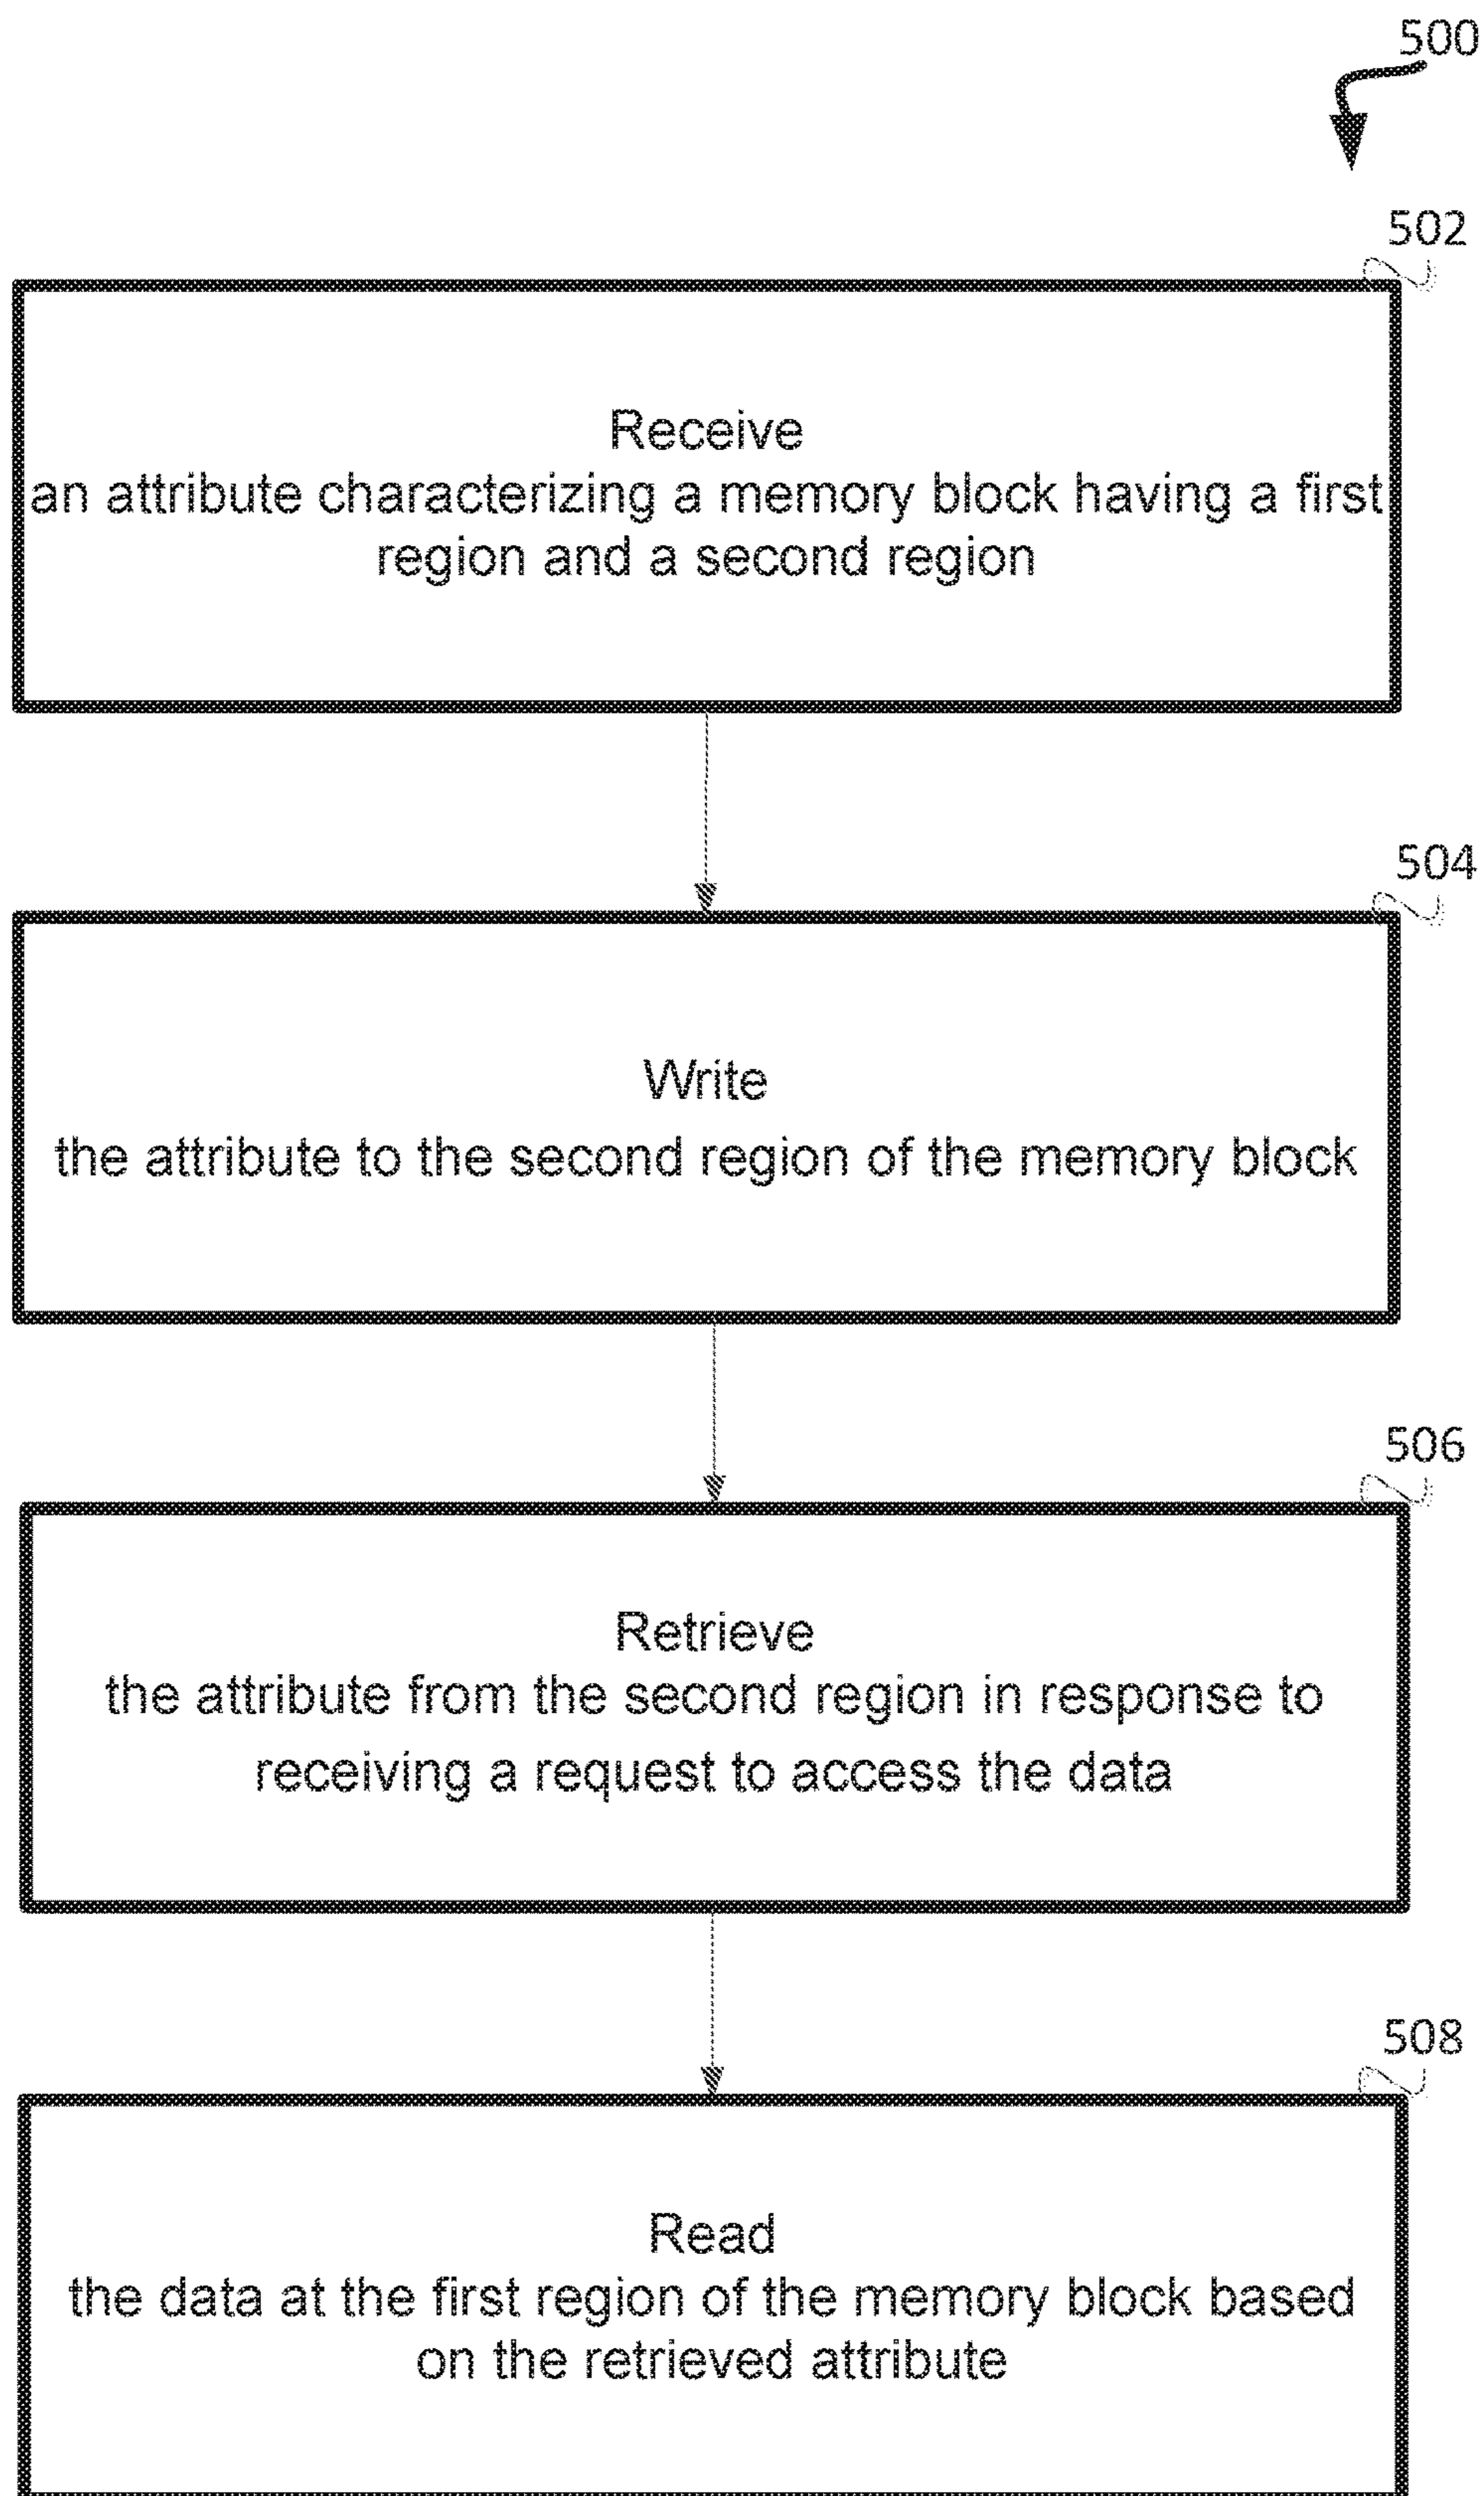 500
502
Receive
an attribute characterizing a memory block having a first
region and a second region
504
Write
the attribute to the second region of the memory block
506
Retrieve
the attribute from the second region in response to
receiving a request to access the data
508
Read
the data at the first region of the memory block based
on the retrieved attribute